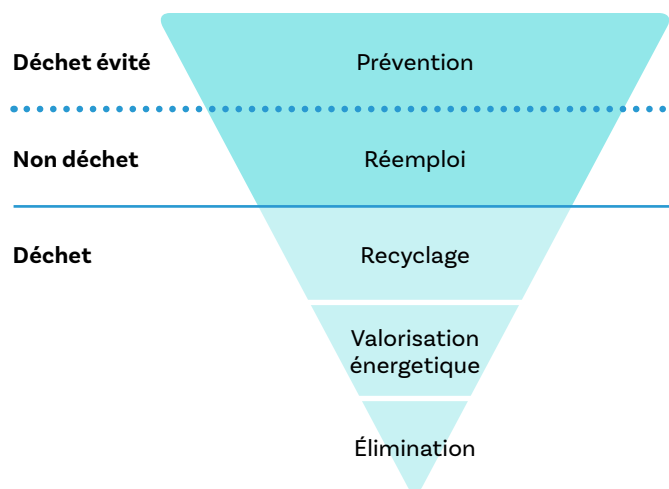 Déchet évité
Prévention
Non déchet
Réemploi
Déchet
Recyclage
Valorisation
énergetique
Élimination